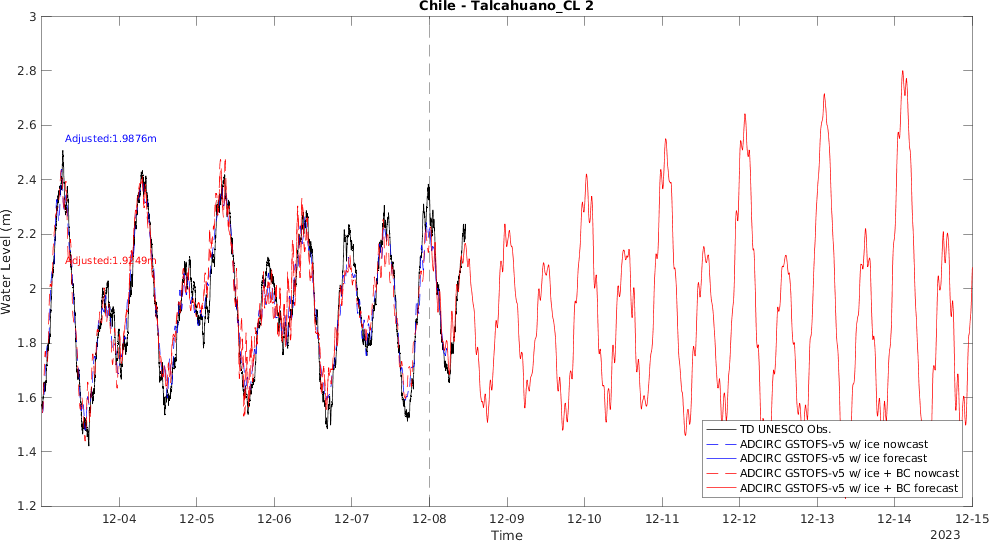 Chile - Talcahuano_CL 2
Water Level (m)
3
2.8
2.6
2.4
2.2
2
1.8
1.6
1.4
1.2
Adjusted:1.9876m
Adjusted:1.9249m
TD UNESCO Obs.
ADCIRC GSTOFS-v5 w/ ice nowcast
ADCIRC GSTOFS-v5 w/ ice forecast
ADCIRC GSTOFS-v5 w/ ice + BC nowcast
ADCIRC GSTOFS-v5 w/ ice + BC forecast
12-04 12-05 12-06 12-07 12-08 12-09 12-10 12-11 12-12 12-13 12-14 12-15
Time
2023